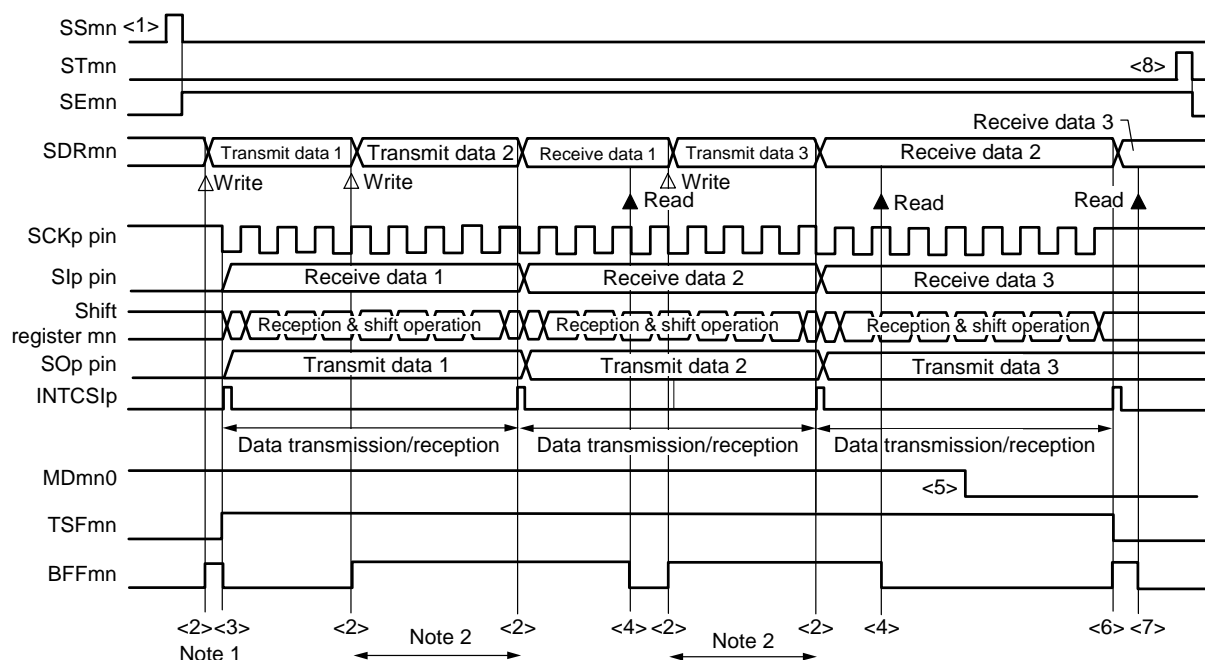 SSmn <1>
STmn <8>
SEmn
Receive data 3
SDRmn Transmit data 1 Transmit data 2 Receive data 1 Transmit data 3 Receive data 2
Write Write Read Write Read Read
SCKp pin
SIp pin Receive data 1 Receive data 2 Receive data 3
Shift
register mn Reception & shift operation Reception & shift operation Reception & shift operation
SOp pin Transmit data 1 Transmit data 2 Transmit data 3
INTCSIp
Data transmission/reception Data transmission/reception Data transmission/reception
MDmn0 <5>
TSFmn
BFFmn
<2> <3> <2> <2> <4> <2> <2> <4> <6> <7>
Note 1 Note 2 Note 2